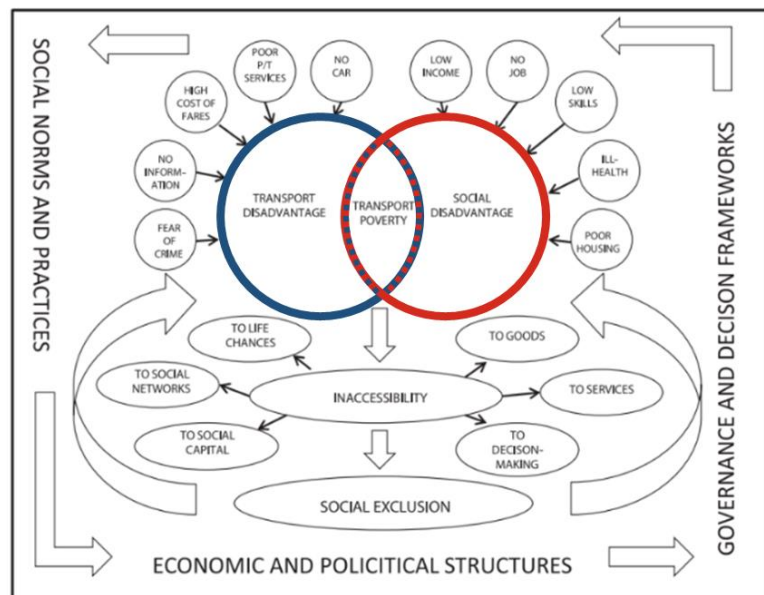 SOCIAL NORMS AND PRACTICES
POOR
P/T
SERVICES
NO
CAR
LOW
INCOME
NO
JOB
HIGH
COST OF
FARES
LOW
SKILLS
NO
INFORM-
ATION
ILL-
HEALTH
FEAR
OF
CRIME
POOR
HOUSING
TRANSPORT
DISADVANTAGE
TRANSPORT
POVERTY
SOCIAL
DISADVANTAGE
GOVERNANCE AND DECISON FRAMEWORKS
TO LIFE
CHANCES
TO GOODS
TO SOCIAL
NETWORKS
INACCESSIBILITY
TO SERVICES
TO SOCIAL
CAPITAL
TO
DECISON-
MAKING
SOCIAL EXCLUSION
ECONOMIC AND POLICITICAL STRUCTURES